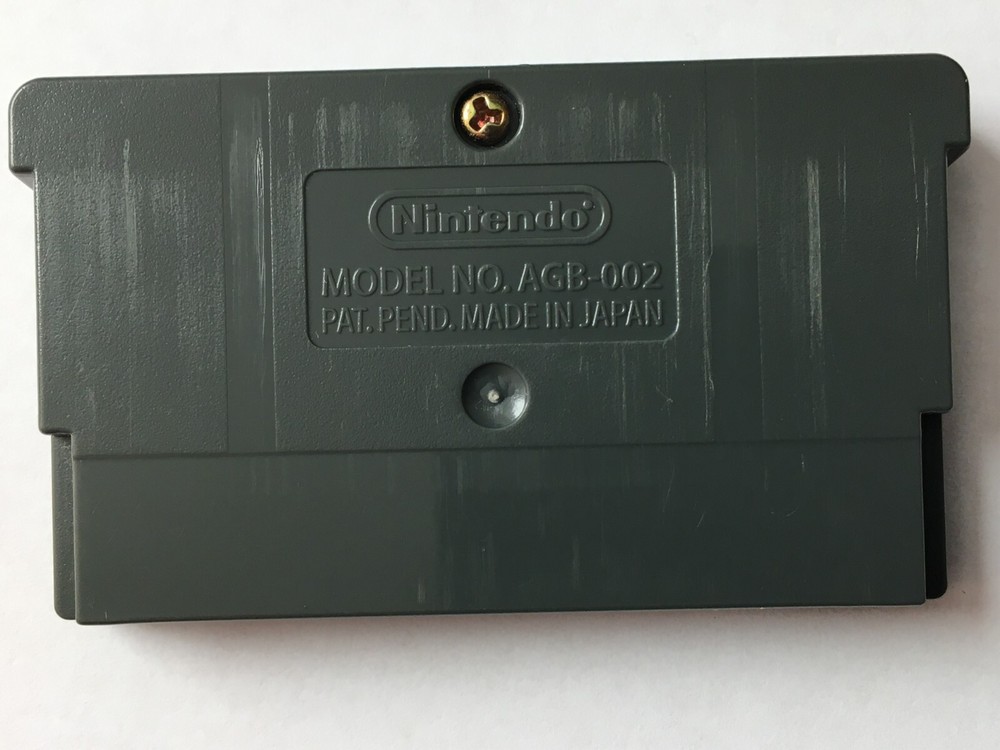 Nintendo®
MODEL NO. AGB-002
PAT. PEND. MADE IN JAPAN